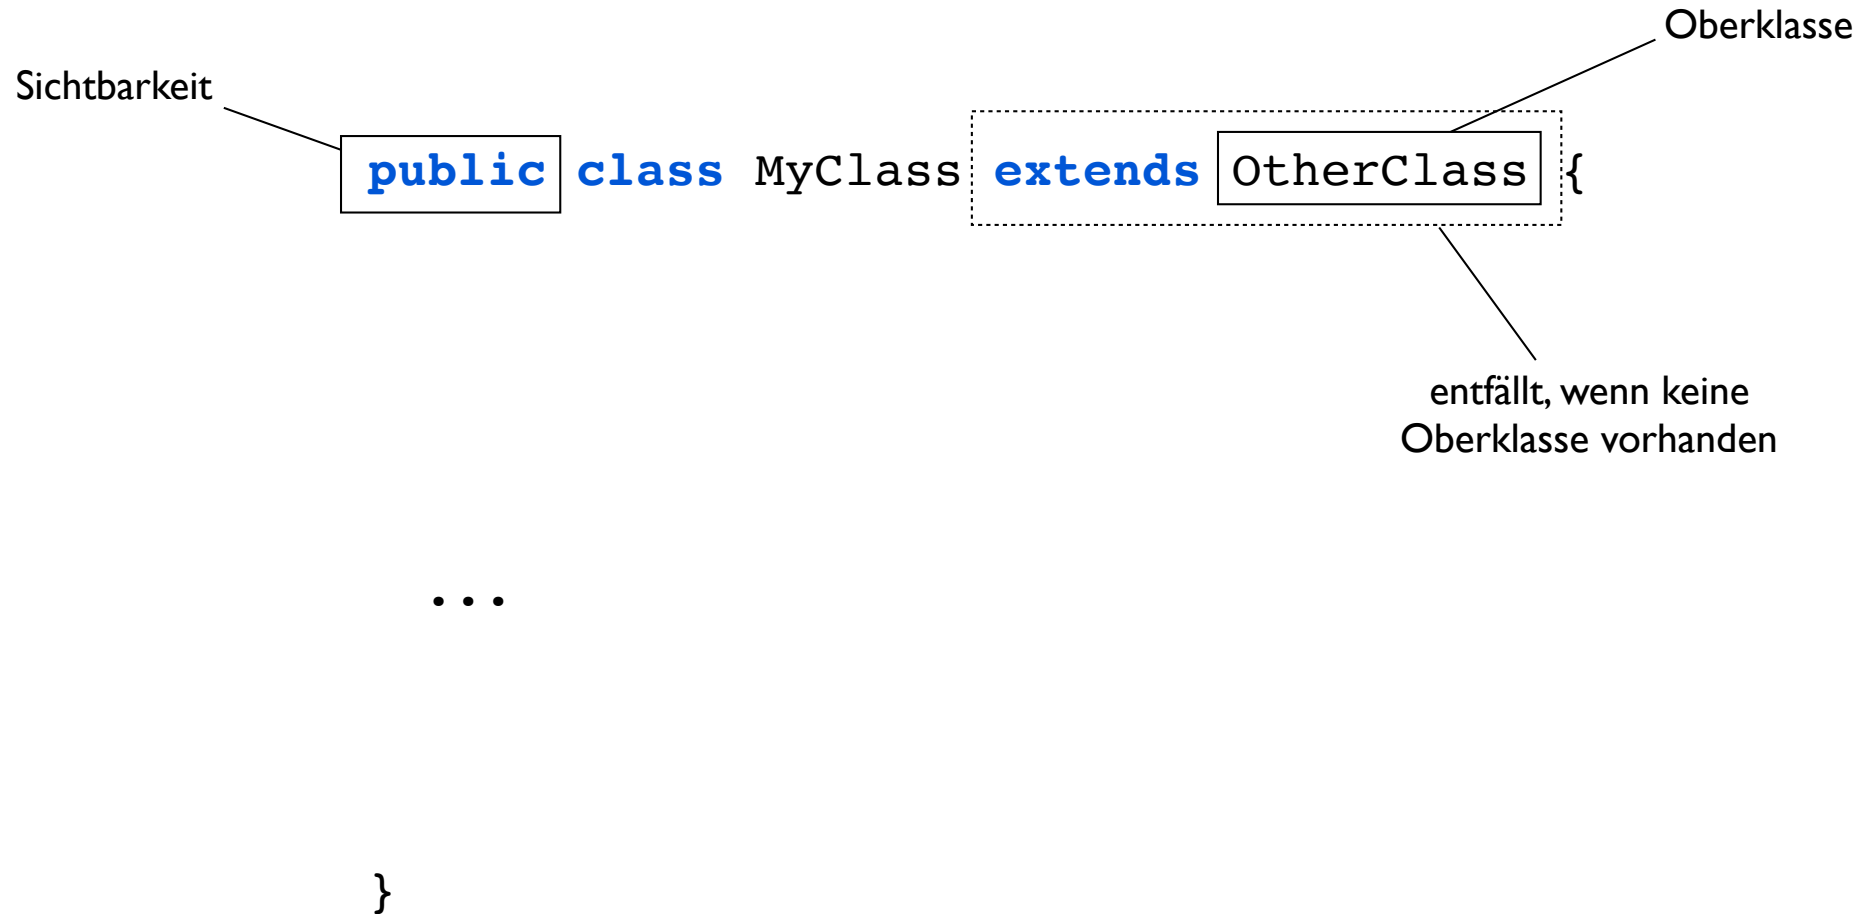 Oberklasse
Sichtbarkeit
public class MyClass extends OtherClass {
entfällt, wenn keine
Oberklasse vorhanden
...
}